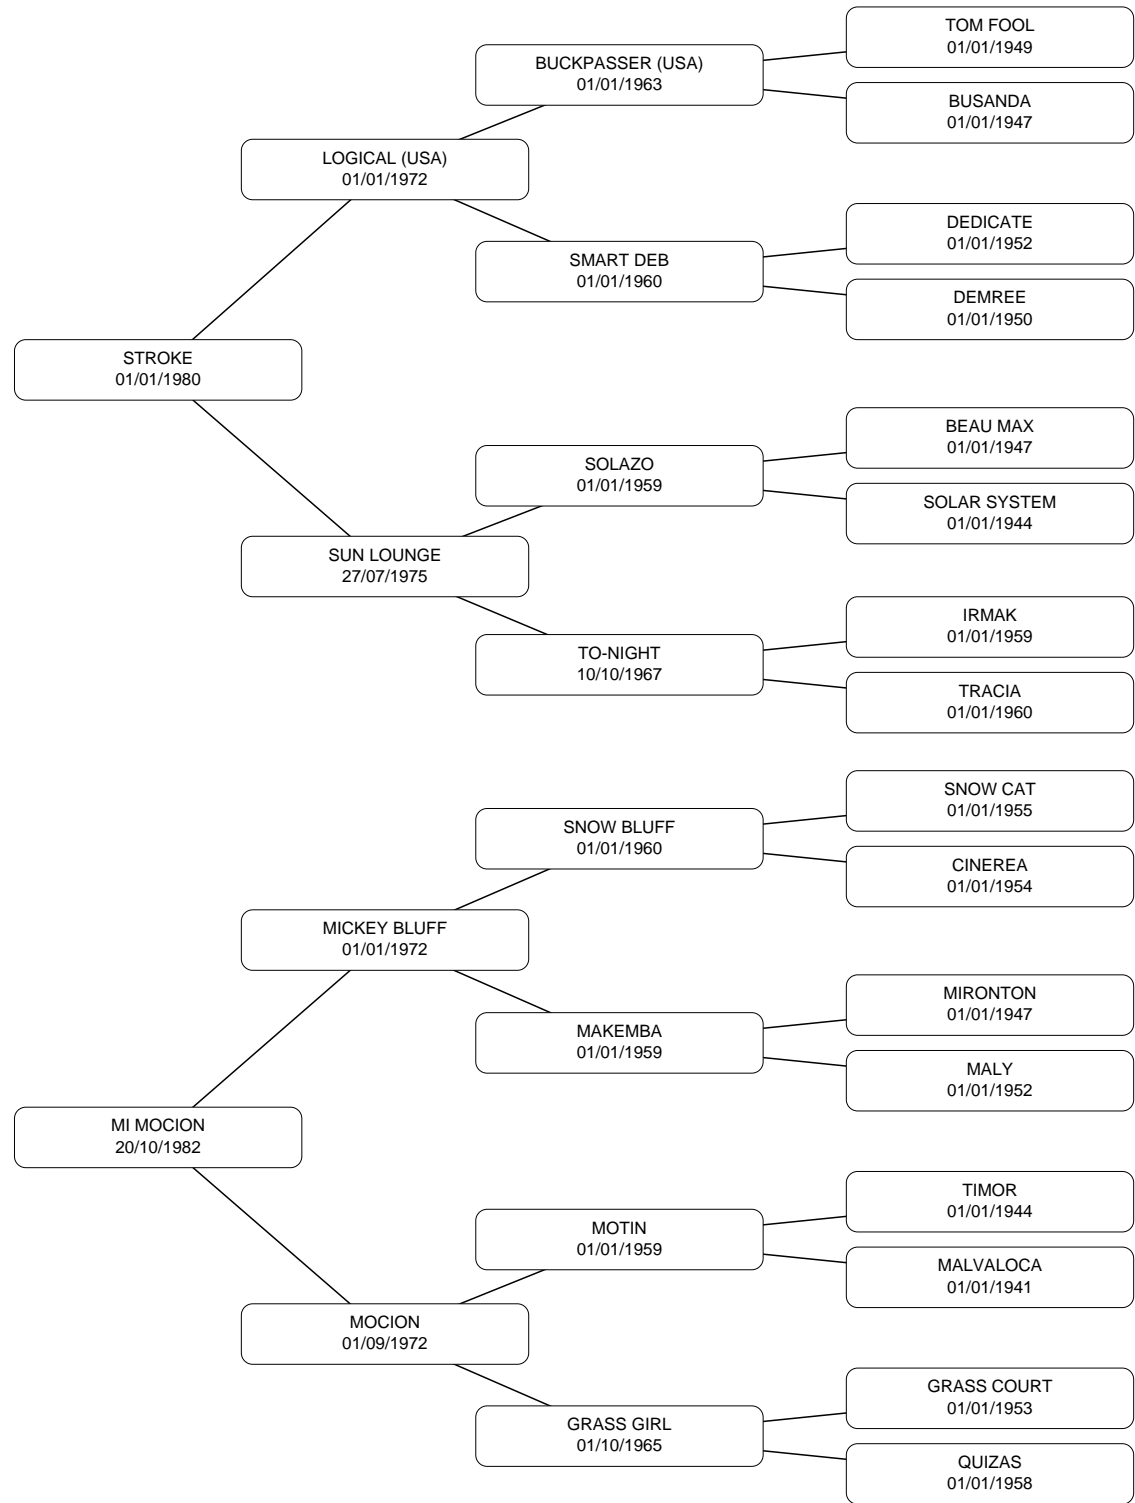 TOM FOOL
01/01/1949
BUCKPASSER (USA)
01/01/1963
BUSANDA
01/01/1947
LOGICAL (USA)
01/01/1972
DEDICATE
01/01/1952
SMART DEB
01/01/1960
DEMREE
01/01/1950
STROKE
01/01/1980
BEAU MAX
01/01/1947
SOLAZO
01/01/1959
SOLAR SYSTEM
01/01/1944
SUN LOUNGE
27/07/1975
IRMAK
01/01/1959
TO-NIGHT
10/10/1967
TRACIA
01/01/1960
SNOW CAT
01/01/1955
SNOW BLUFF
01/01/1960
CINEREA
01/01/1954
MICKEY BLUFF
01/01/1972
MIRONTON
01/01/1947
MAKEMBA
01/01/1959
MALY
01/01/1952
MI MOCION
20/10/1982
TIMOR
01/01/1944
MOTIN
01/01/1959
MALVALOCA
01/01/1941
MOCION
01/09/1972
GRASS COURT
01/01/1953
GRASS GIRL
01/10/1965
QUIZAS
01/01/1958